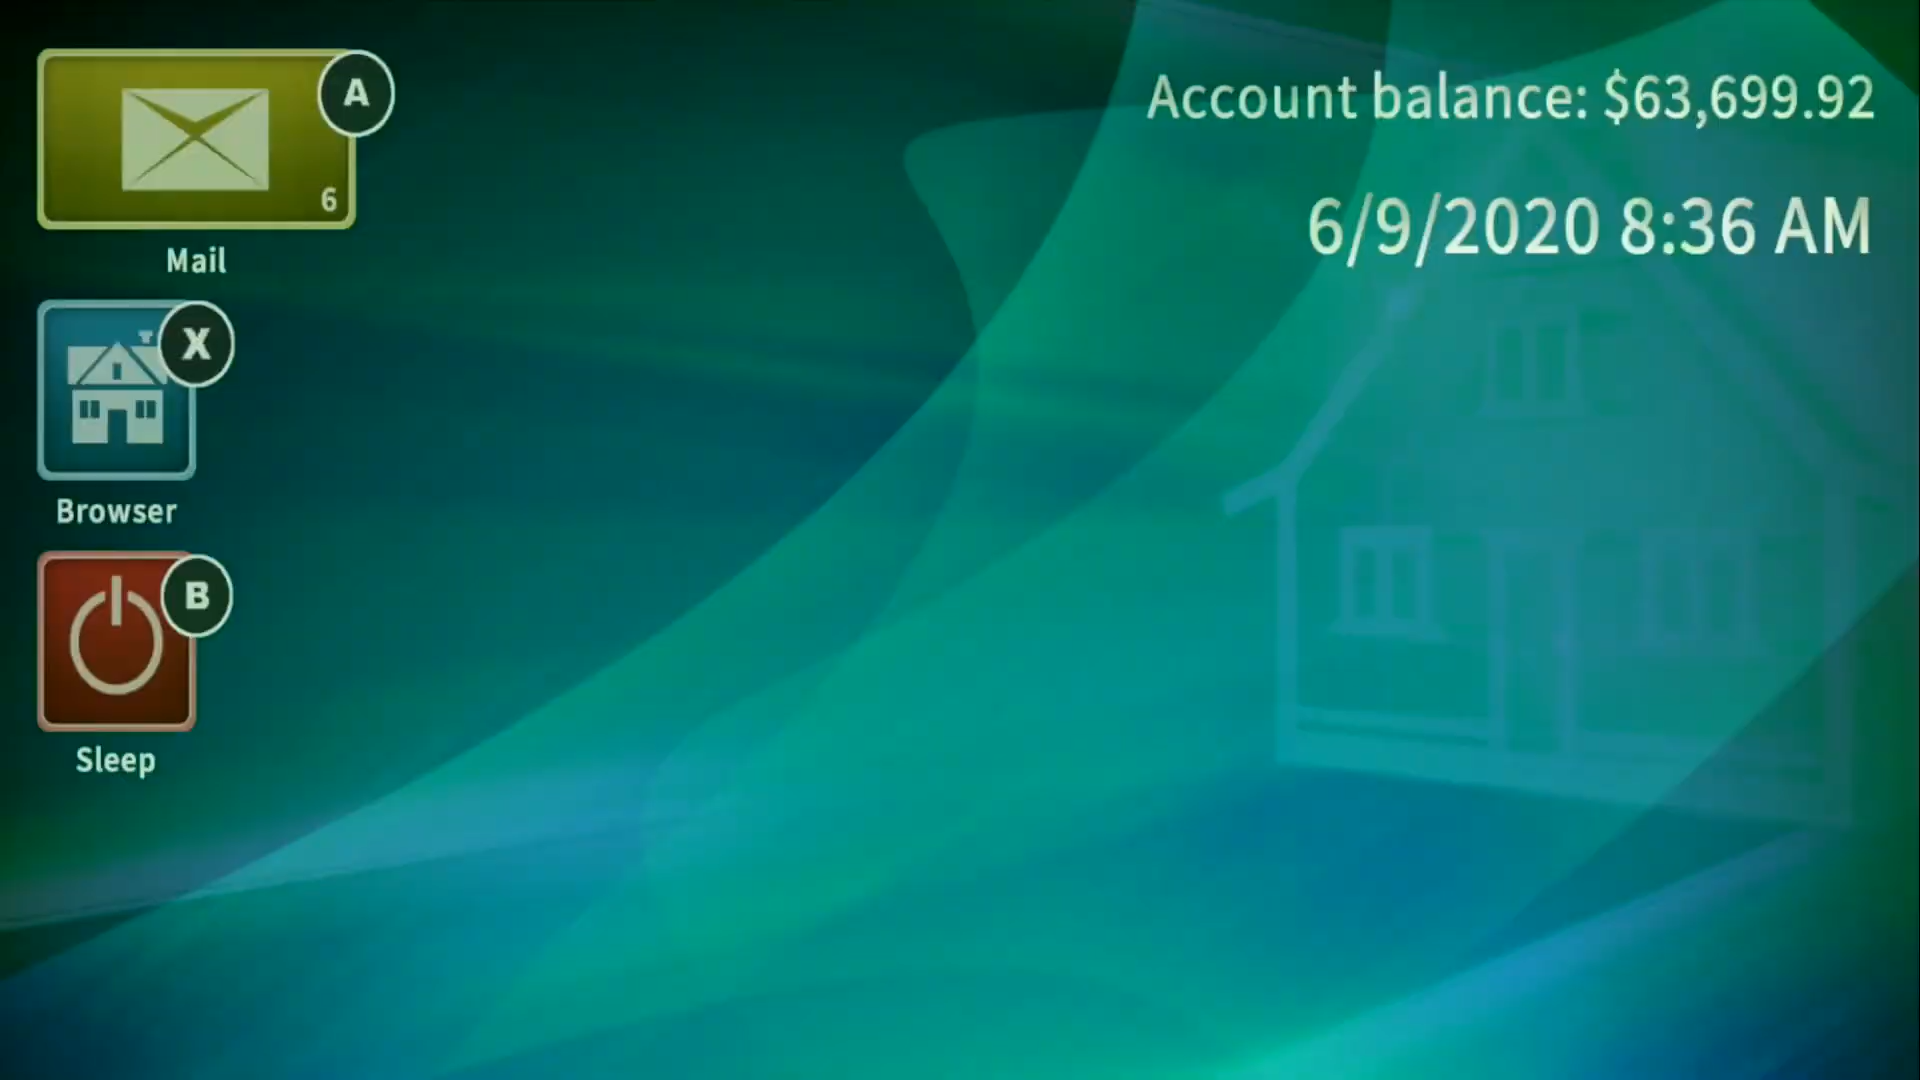 A
6
Mail
X
Browser
B
Sleep
Account balance: $63,699.92
6/9/2020 8:36 AM